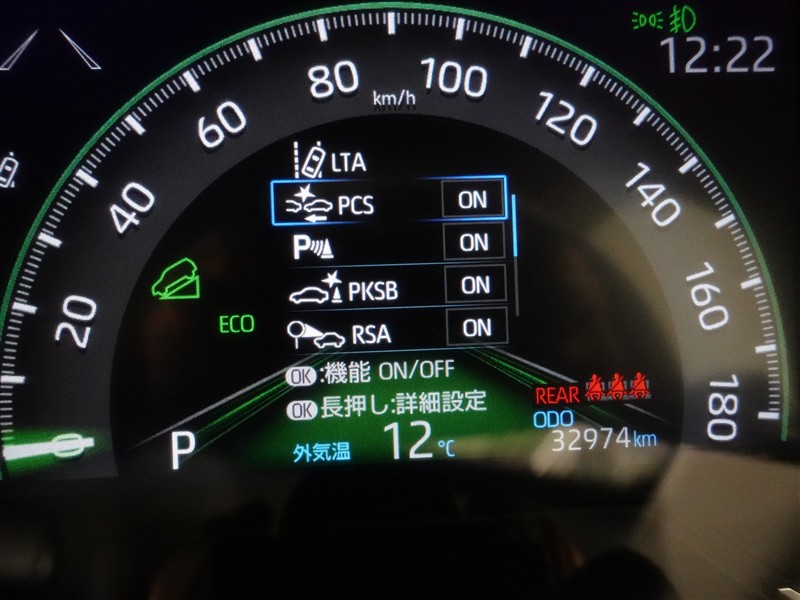 12:22
80
km/h
100
60
120
40
140
20
160
180
LTA
PCS ON
P ON
PKSB ON
RSA ON
ECO
OK :機能 ON/OFF
OK 長押し:詳細設定
REAR
ODO
32974km
P
外気温 12℃